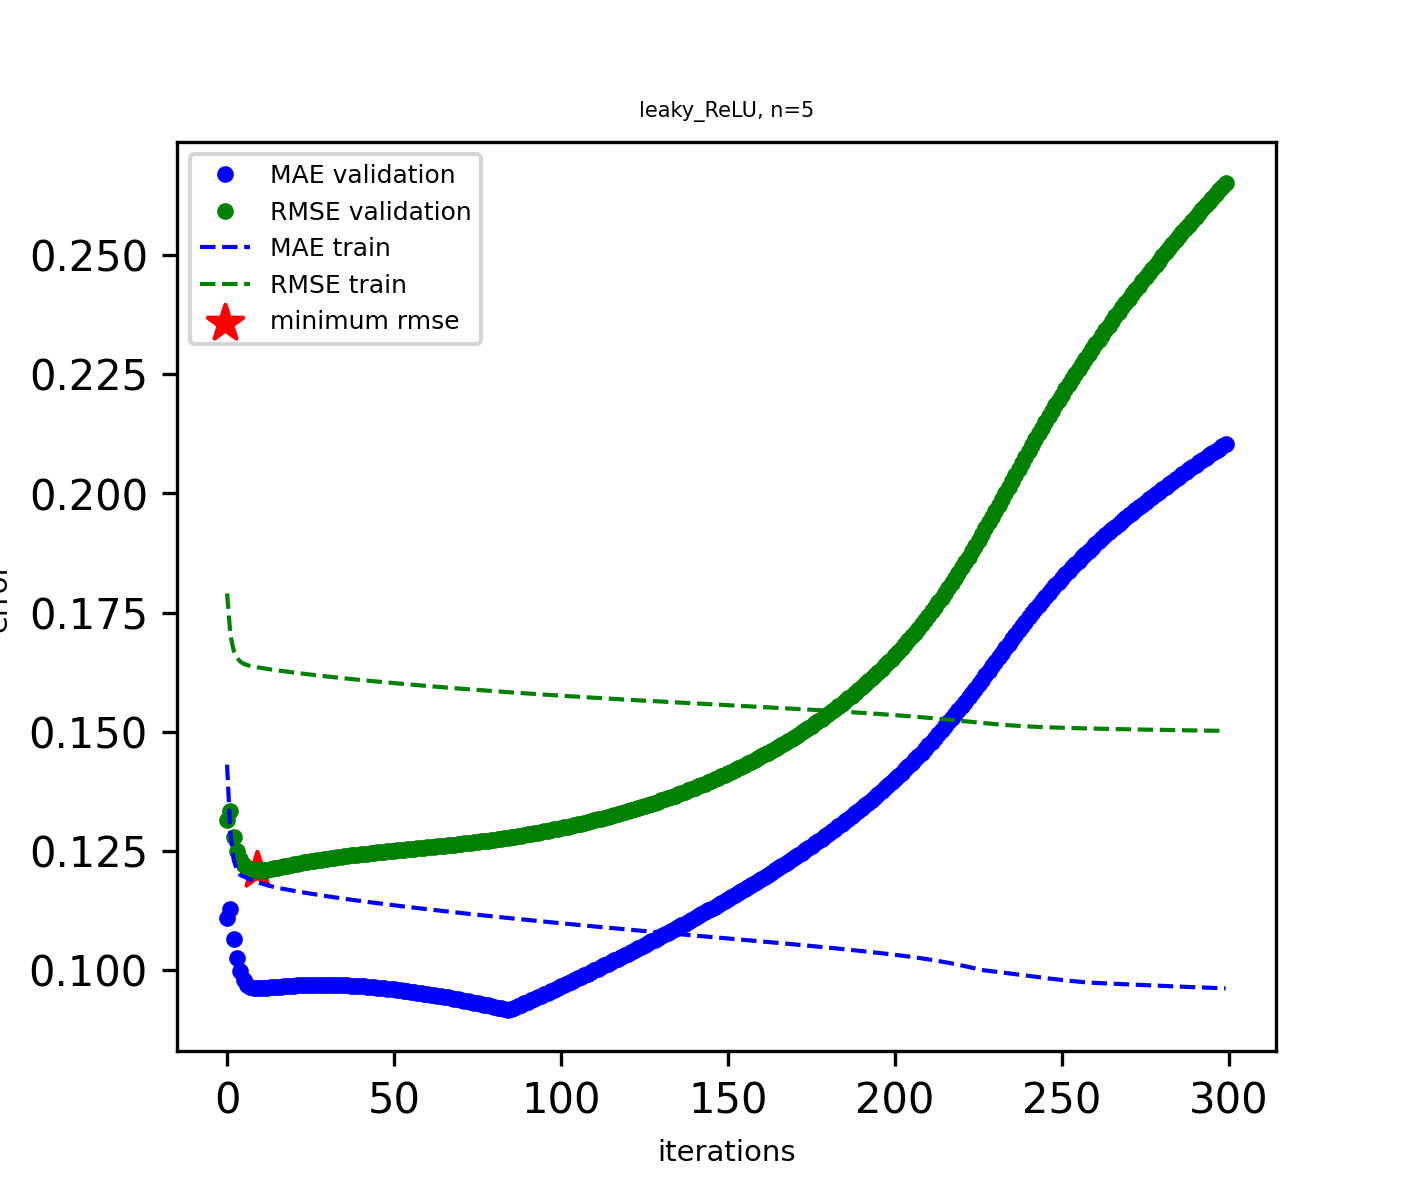 leaky_ReLU, n=5
MAE validation
RMSE validation
MAE train
RMSE train
minimum rmse
0.250
0.225
0.200
0.175
0.150
0.125
0.100
0 50 100 150 200 250 300
iterations